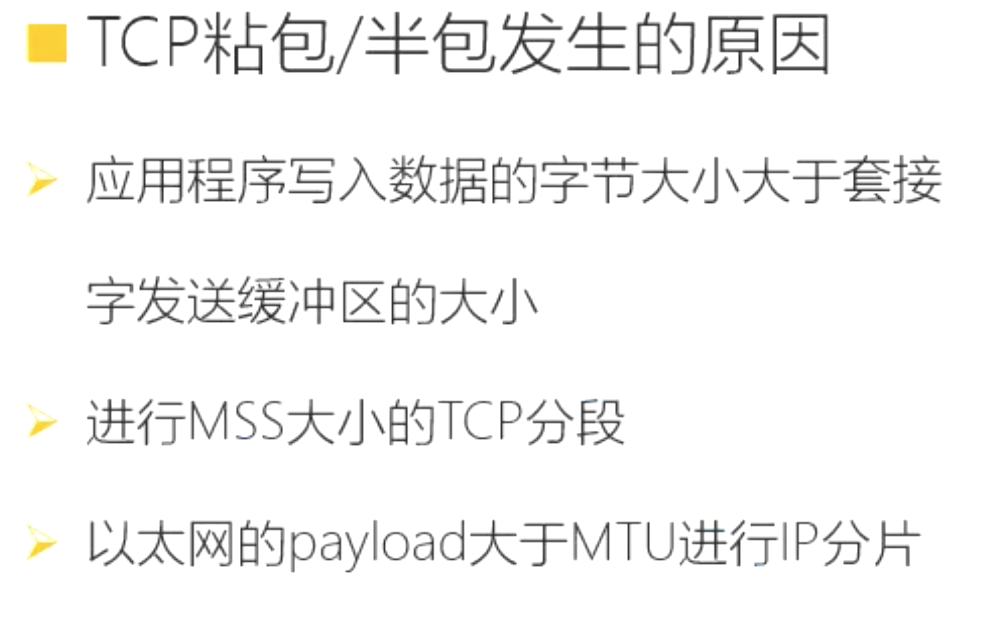 TCP粘包/半包发生的原因
应用程序写入数据的字节大小大于套接
字发送缓冲区的大小
进行MSS大小的TCP分段
以太网的payload大于MTU进行IP分片